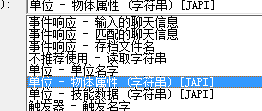 ): 单位 - 物体属性 (字符串) [JAPI]
事件响应 - 输入的聊天信息
事件响应 - 匹配的聊天信息
事件响应 - 存档文件名
不推荐使用 - 读取字符串
单位 - 单位名字
单位 - 物体属性 (字符串) [JAPI]
单位 - 技能数据 (字符串) [JAPI]
触发器 - 触发名字